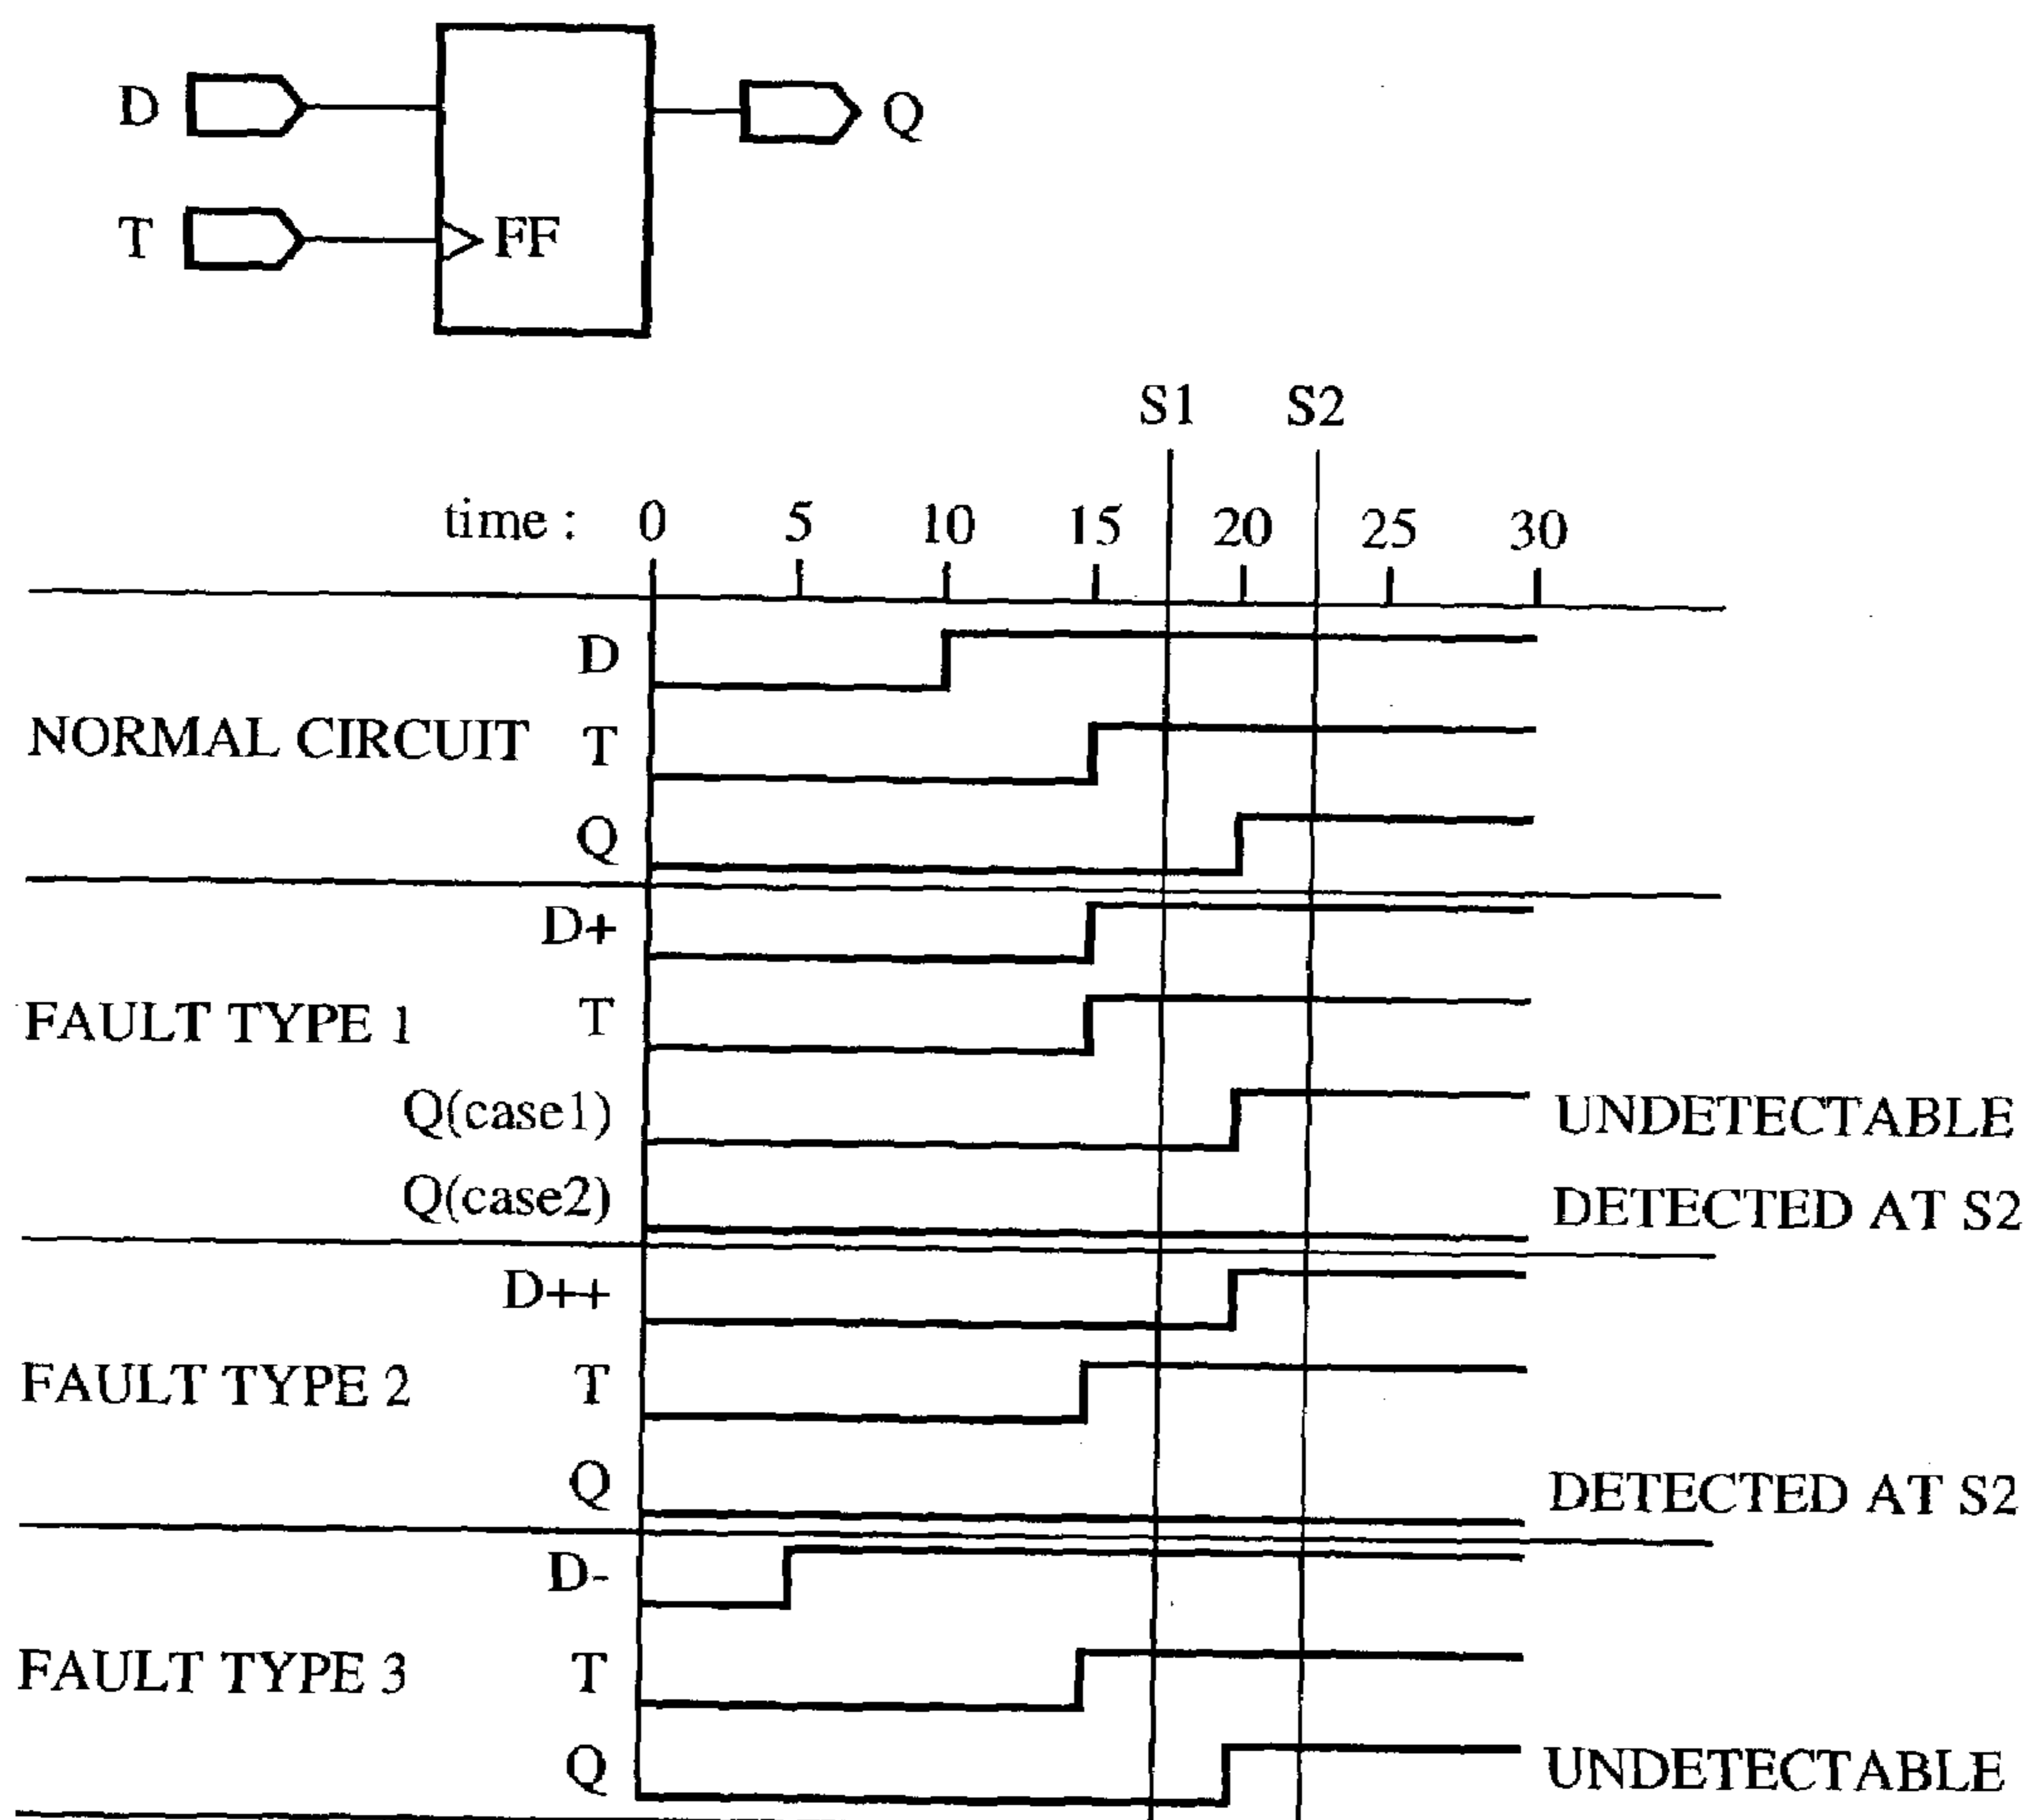 D
Q
T
FF
S1 S2
time : 0 5 10 15 20 25 30
D
NORMAL CIRCUIT T
Q
D+
FAULT TYPE 1 T
Q(case1) UNDETECTABLE
Q(case2) DETECTED AT S2
D++
FAULT TYPE 2 T
Q DETECTED AT S2
D-
FAULT TYPE 3 T
Q UNDETECTABLE